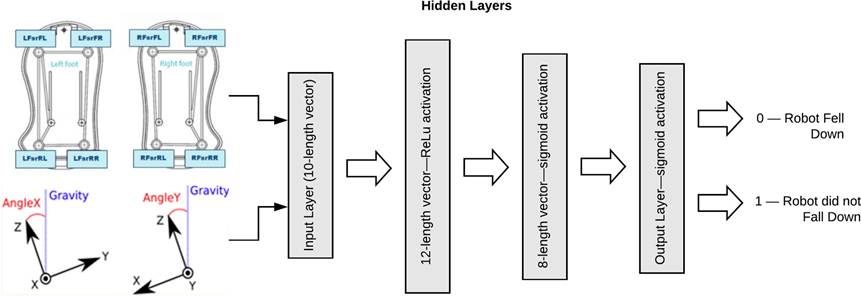 Hidden Layers
LFsrFL
LFsrFR
RFsrFL
RFsrFR
Left foot
Right foot
LFsrRL
LFsrRR
RFsrRL
RFsrRR
AngleX
Gravity
Z
Y
X
AngleY
Gravity
Z
X
Y
Input Layer (10-length vector)
12-length vector—ReLu activation
8-length vector—sigmoid activation
Output Layer—sigmoid activation
0 — Robot Fell
Down
1 — Robot did not
Fall Down